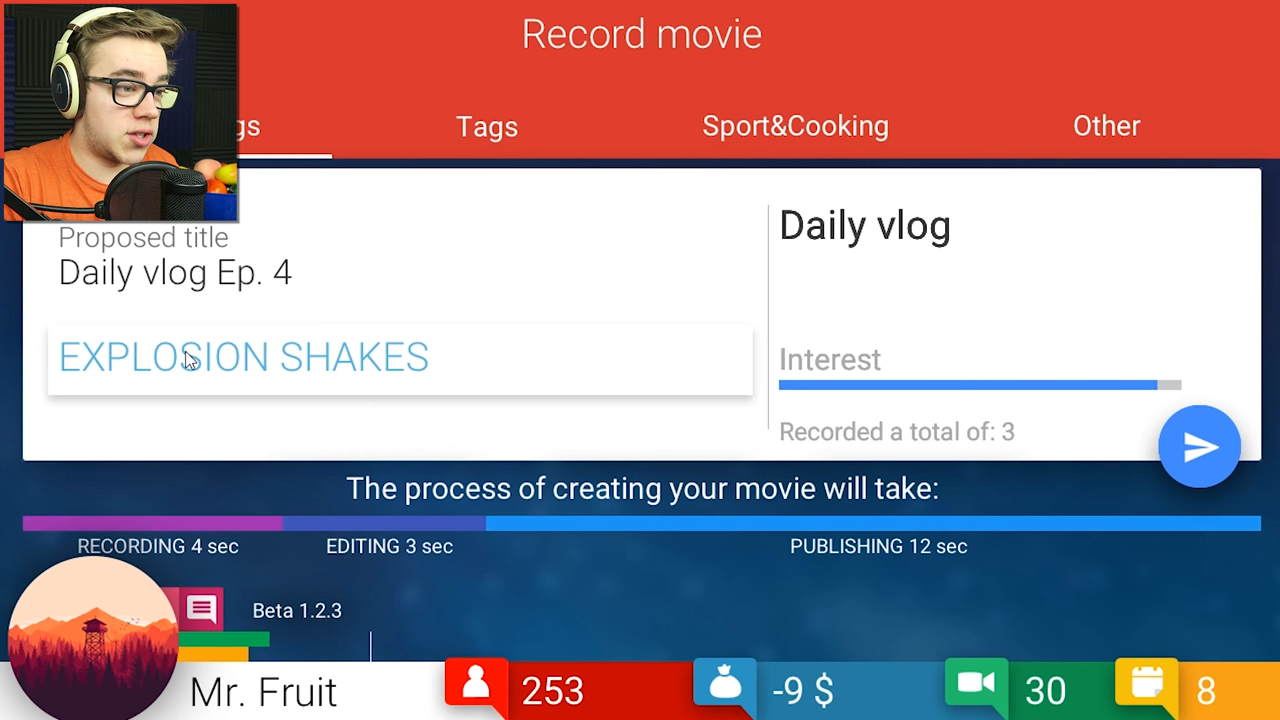 Record movie
gs
Tags
Sport&Cooking
Other
Proposed title
Daily vlog Ep. 4
EXPLOSION SHAKES
Daily vlog
Interest
Recorded a total of: 3
The process of creating your movie will take:
RECORDING 4 sec
EDITING 3 sec
PUBLISHING 12 sec
Beta 1.2.3
Mr. Fruit
253
-9 $
30
8